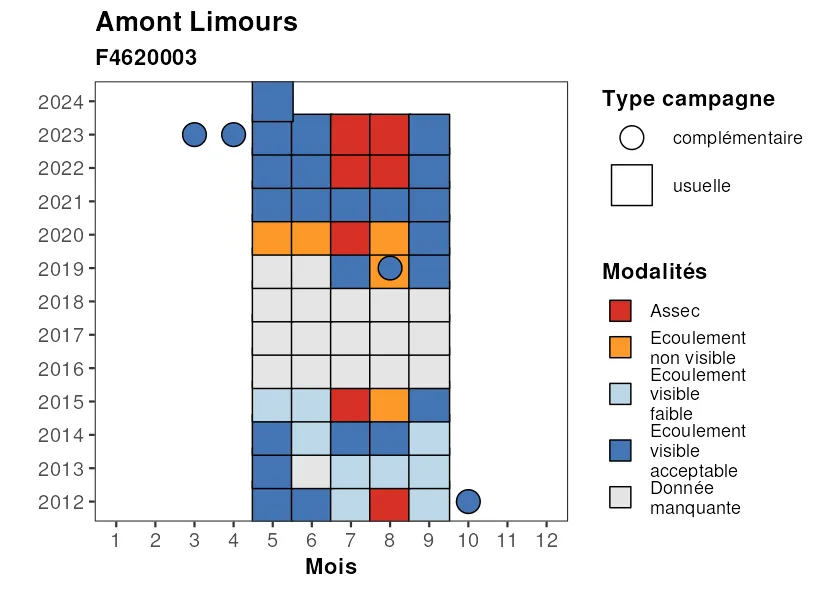 Amont Limours
F4620003
2024
2023
2022
2021
2020
2019
2018
2017
2016
2015
2014
2013
2012
1 2 3 4 5 6 7 8 9 10 11 12
Mois
Type campagne
complémentaire
usuelle
Modalités
Assec
Ecoulement
non visible
Ecoulement
visible
faible
Ecoulement
visible
acceptable
Donnée
manquante